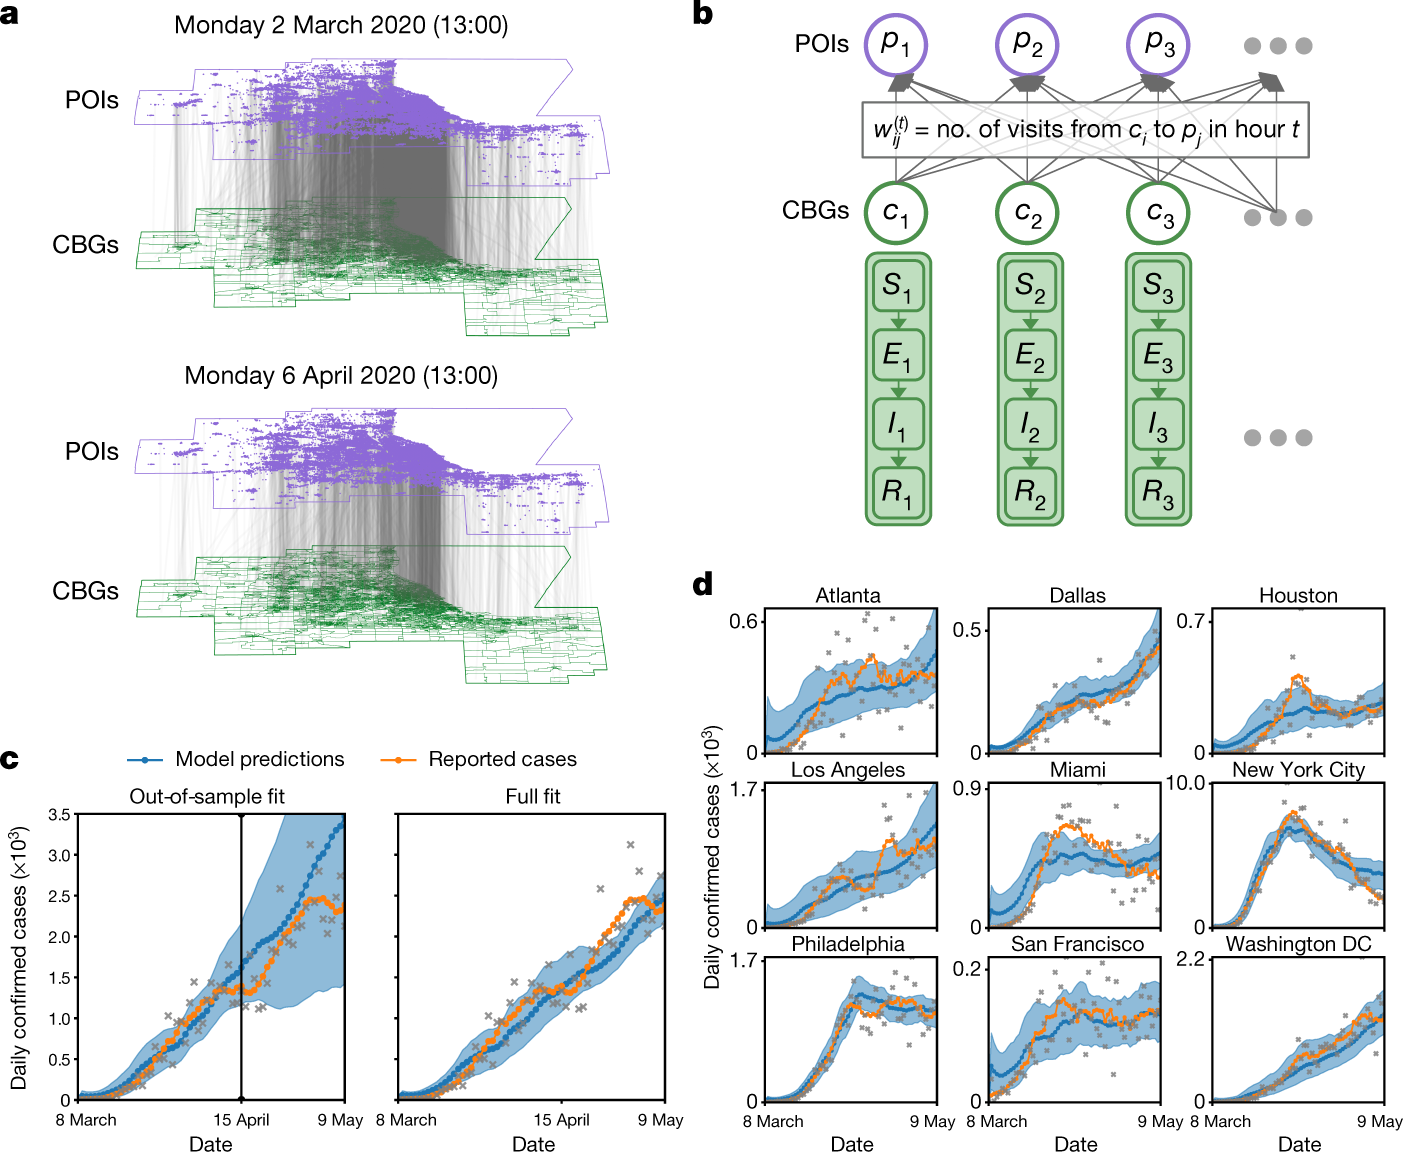 a
Monday 2 March 2020 (13:00)
POIs
CBGs
Monday 6 April 2020 (13:00)
POIs
CBGs
b
POIs
p1 p2 p3
w(t)ij = no. of visits from ci to pj in hour t
CBGs
c1 c2 c3
S1 S2 S3
E1 E2 E3
I1 I2 I3
R1 R2 R3
c
Model predictions Reported cases
Out-of-sample fit Full fit
Daily confirmed cases (×10³)
3.5
3.0
2.5
2.0
1.5
1.0
0.5
0
8 March 15 April 9 May 8 March 15 April 9 May
Date Date
d
Daily confirmed cases (×10³)
Atlanta Dallas Houston
0.6 0.5 0.7
0 0 0
Los Angeles Miami New York City
1.7 0.9 10.0
0 0 0
Philadelphia San Francisco Washington DC
1.7 0.2 2.2
0 0 0
8 March 9 May 8 March 9 May 8 March 9 May
Date Date Date